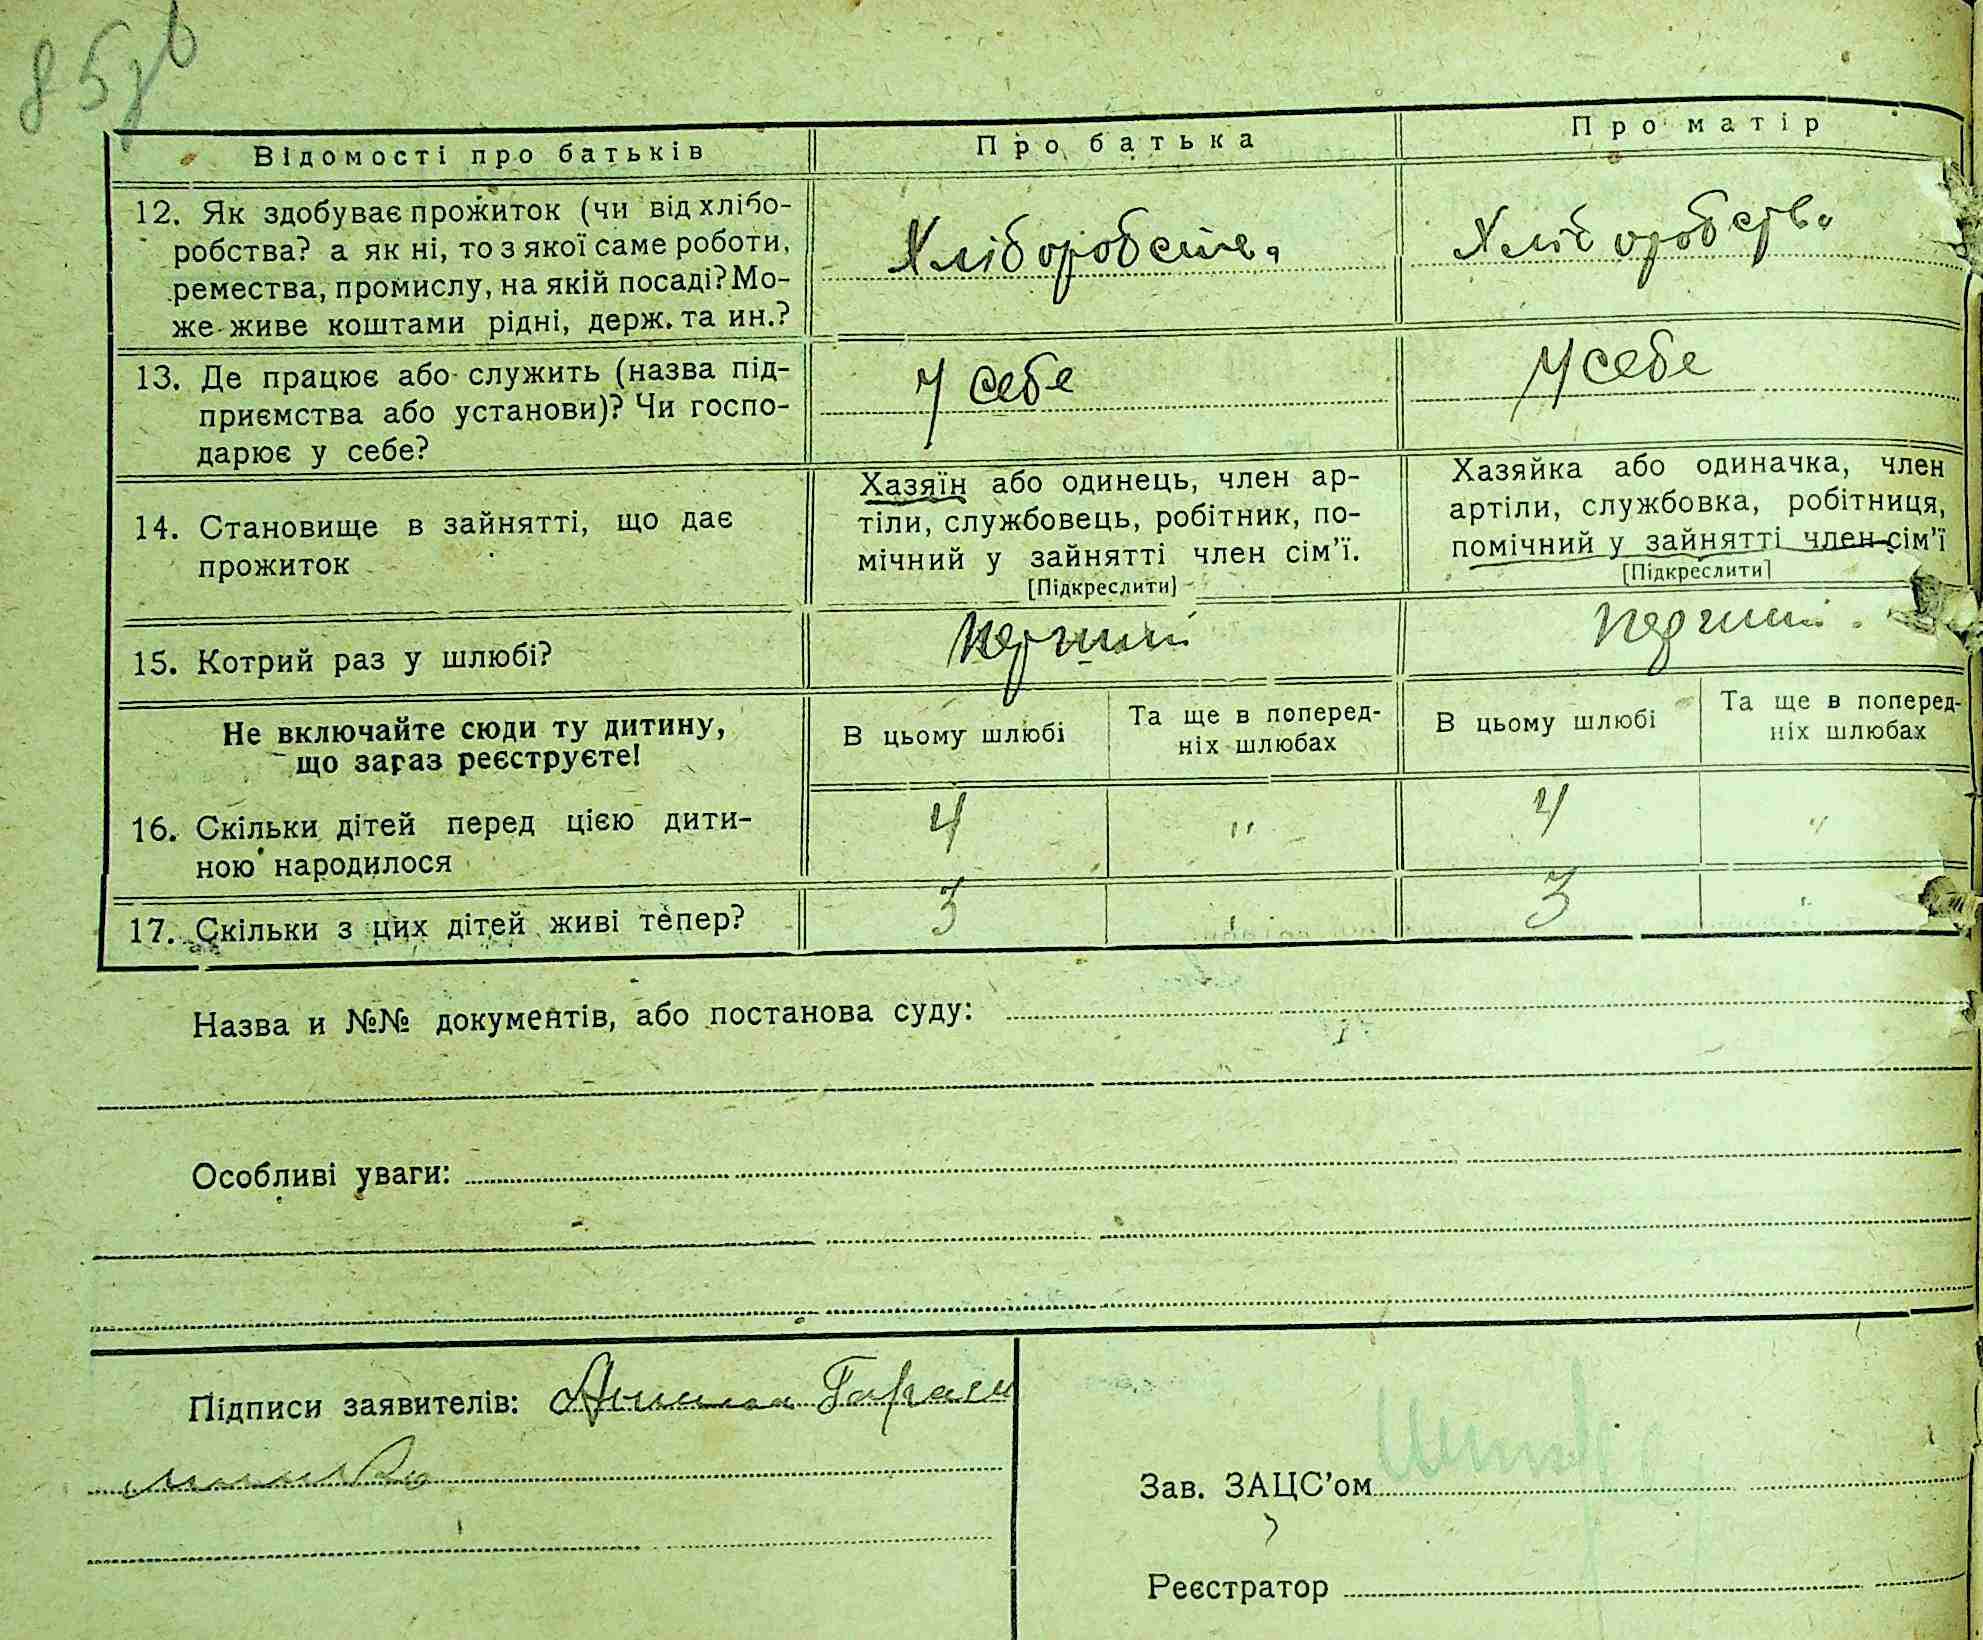 85зв
Відомості про батьків
Про батька
Про матір
12. Як здобуває прожиток (чи від хлібо-
робства? а як ні, то з якої саме роботи,
ремества, промислу, на якій посаді? Мо-
же живе коштами рідні, держ. та ин.?
Хліборобство
Хліборобство
13. Де працює або служить (назва під-
приємства або установи)? Чи госпо-
дарює у себе?
У себе
У себе
14. Становище в зайнятті, що дає
прожиток
Хазяїн або одинець, член ар-
тіли, службовець, робітник, по-
мічний у зайнятті член сім'ї.
[Підкреслити]
Хазяйка або одиначка, член
артіли, службовка, робітниця,
помічний у зайнятті член сім'ї
[Підкреслити]
15. Котрий раз у шлюбі?
перший
перший
Не включайте сюди ту дитину,
що зараз реєструєте!
В цьому шлюбі
Та ще в поперед-
ніх шлюбах
В цьому шлюбі
Та ще в поперед-
ніх шлюбах
16. Скільки дітей перед цією дити-
ною народилося
4
"
4
"
17. Скільки з цих дітей живі тепер?
3
"
3
"
Назва и №№ документів, або постанова суду:
Особливі уваги:
Підписи заявителів:
Зав. ЗАЦС'ом
Реєстратор